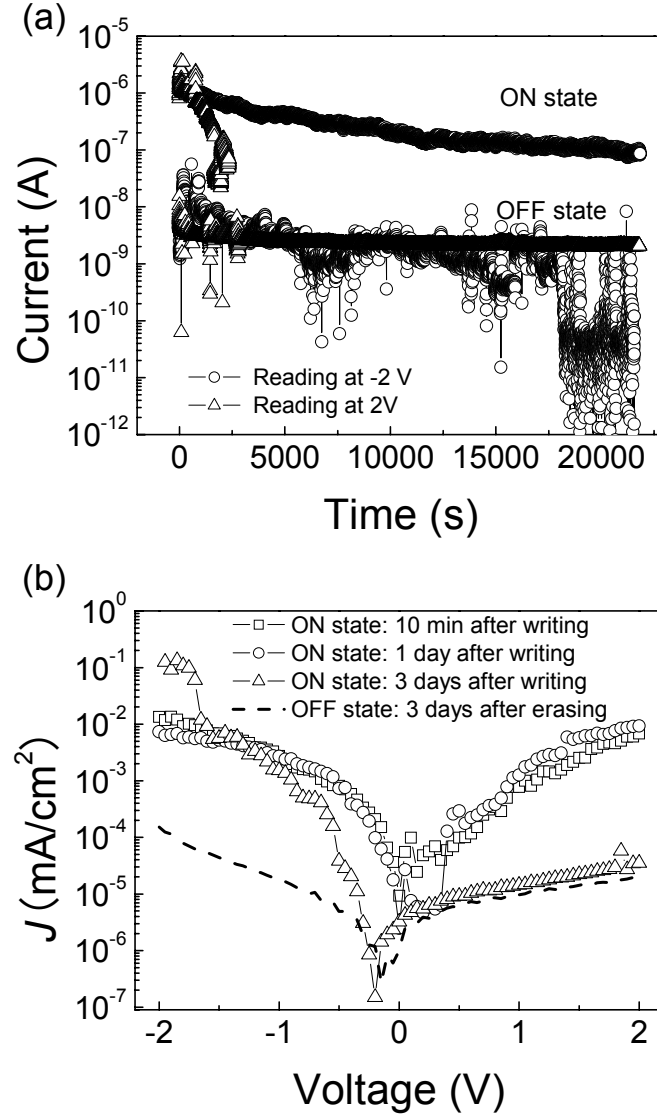 (a)
10^-5
10^-6
10^-7
10^-8
10^-9
10^-10
10^-11
10^-12
Current (A)
ON state
OFF state
Reading at -2 V
Reading at 2V
0 5000 10000 15000 20000
Time (s)
(b)
10^0
10^-1
10^-2
10^-3
10^-4
10^-5
10^-6
10^-7
J (mA/cm^2)
ON state: 10 min after writing
ON state: 1 day after writing
ON state: 3 days after writing
OFF state: 3 days after erasing
-2 -1 0 1 2
Voltage (V)